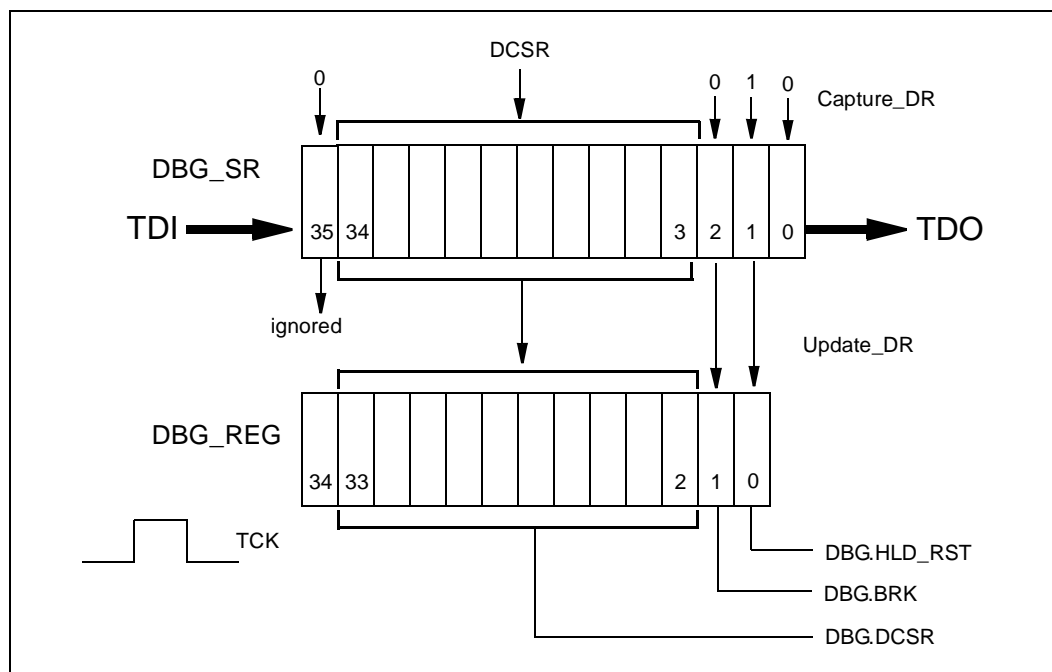 DCSR
0
0 1 0
Capture_DR
DBG_SR
TDI
35 34 3 2 1 0
TDO
ignored
Update_DR
DBG_REG
34 33 2 1 0
TCK
DBG.HLD_RST
DBG.BRK
DBG.DCSR